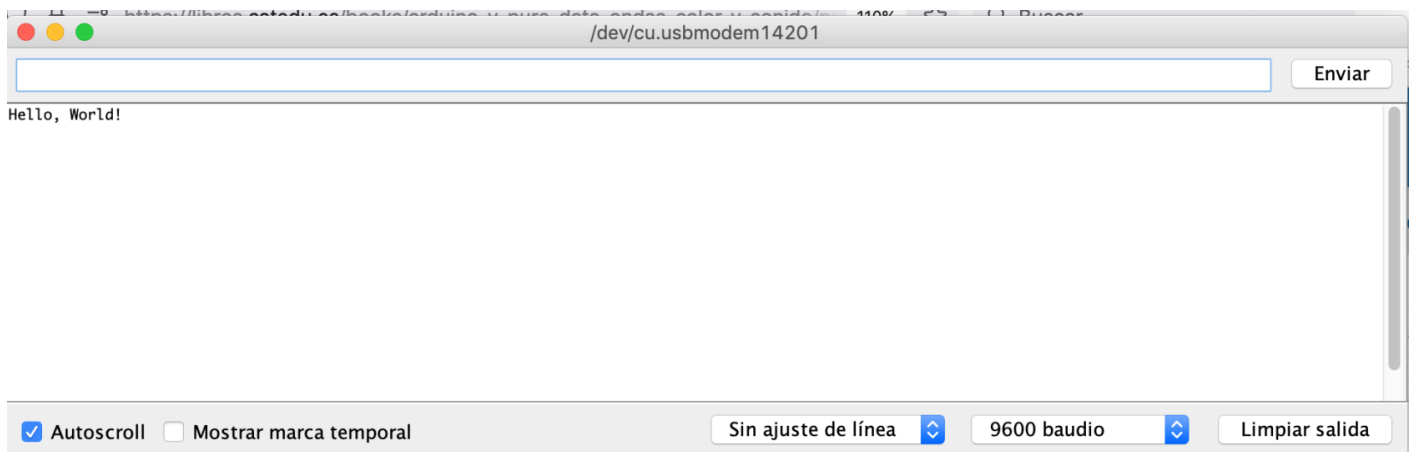 /dev/cu.usbmodem14201
Enviar
Hello, World!
Autoscroll Mostrar marca temporal Sin ajuste de línea 9600 baudio Limpiar salida